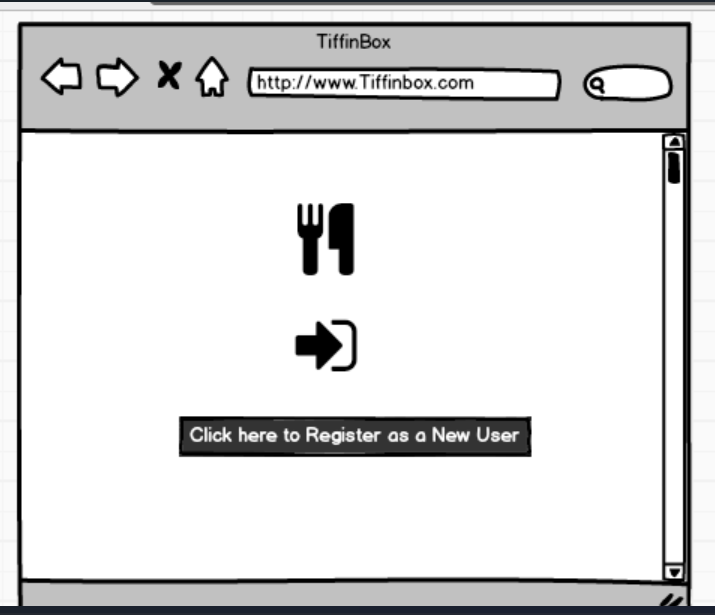 TiffinBox
http://www.Tiffinbox.com
Click here to Register as a New User